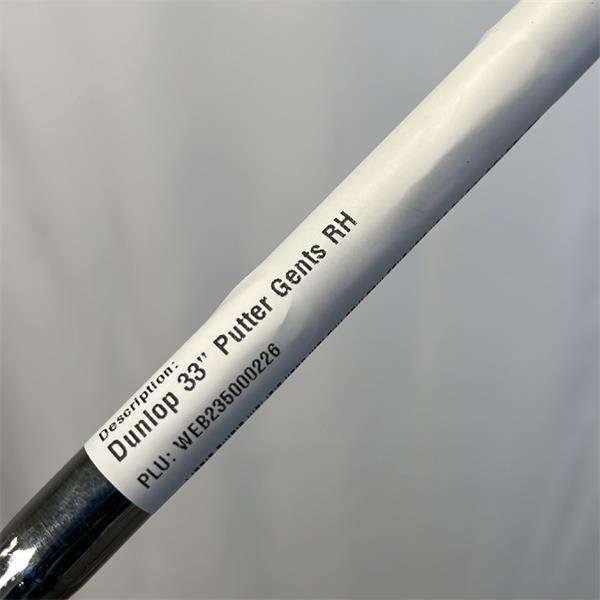 Description:
Dunlop 33" Putter Gents RH
PLU: WEB235000226